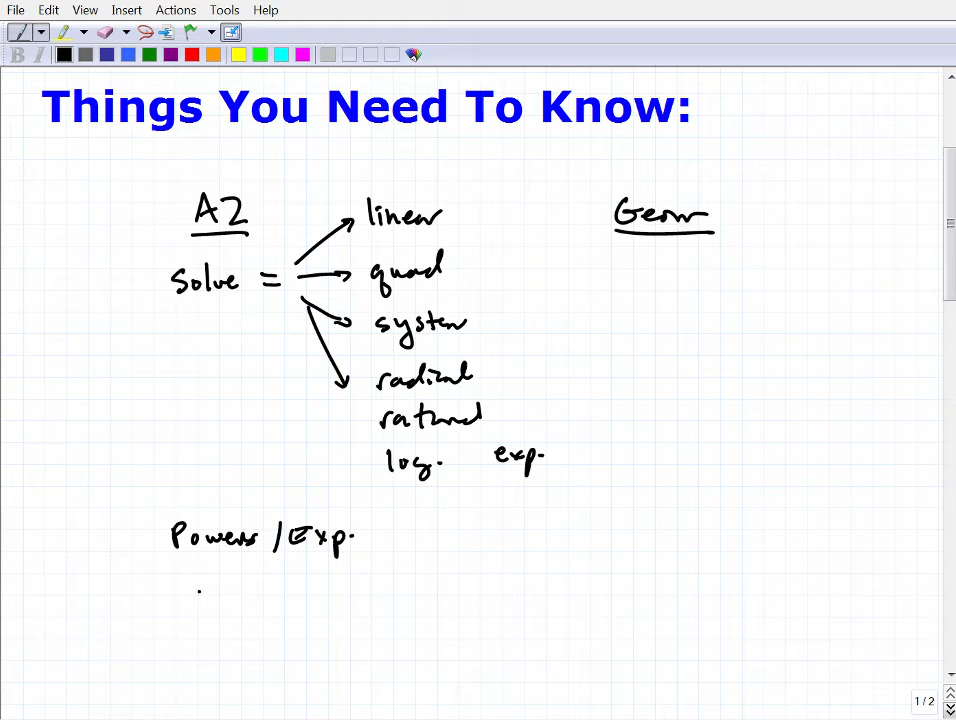 File Edit View Insert Actions Tools Help
B I
Things You Need To Know:
A2
Geom
solve =
linear
quad
system
radical
rational
log. exp.
Powers / Exp.
1 / 2